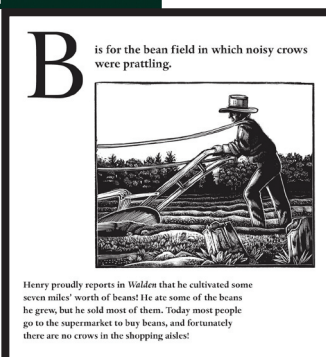 B is for the bean field in which noisy crows
were prattling.
Henry proudly reports in Walden that he cultivated some
seven miles' worth of beans! He ate some of the beans
he grew, but he sold most of them. Today most people
go to the supermarket to buy beans, and fortunately
there are no crows in the shopping aisles!